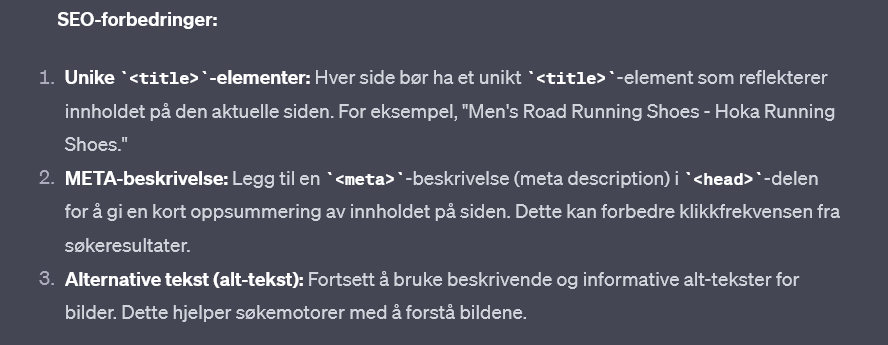 SEO-forbedringer:
1. Unike `<title>`-elementer: Hver side bør ha et unikt `<title>`-element som reflekterer
innholdet på den aktuelle siden. For eksempel, "Men's Road Running Shoes - Hoka Running
Shoes."
2. META-beskrivelse: Legg til en `<meta>`-beskrivelse (meta description) i `<head>`-delen
for å gi en kort oppsummering av innholdet på siden. Dette kan forbedre klikkfrekvensen fra
søkeresultater.
3. Alternative tekst (alt-tekst): Fortsett å bruke beskrivende og informative alt-tekster for
bilder. Dette hjelper søkemotorer med å forstå bildene.